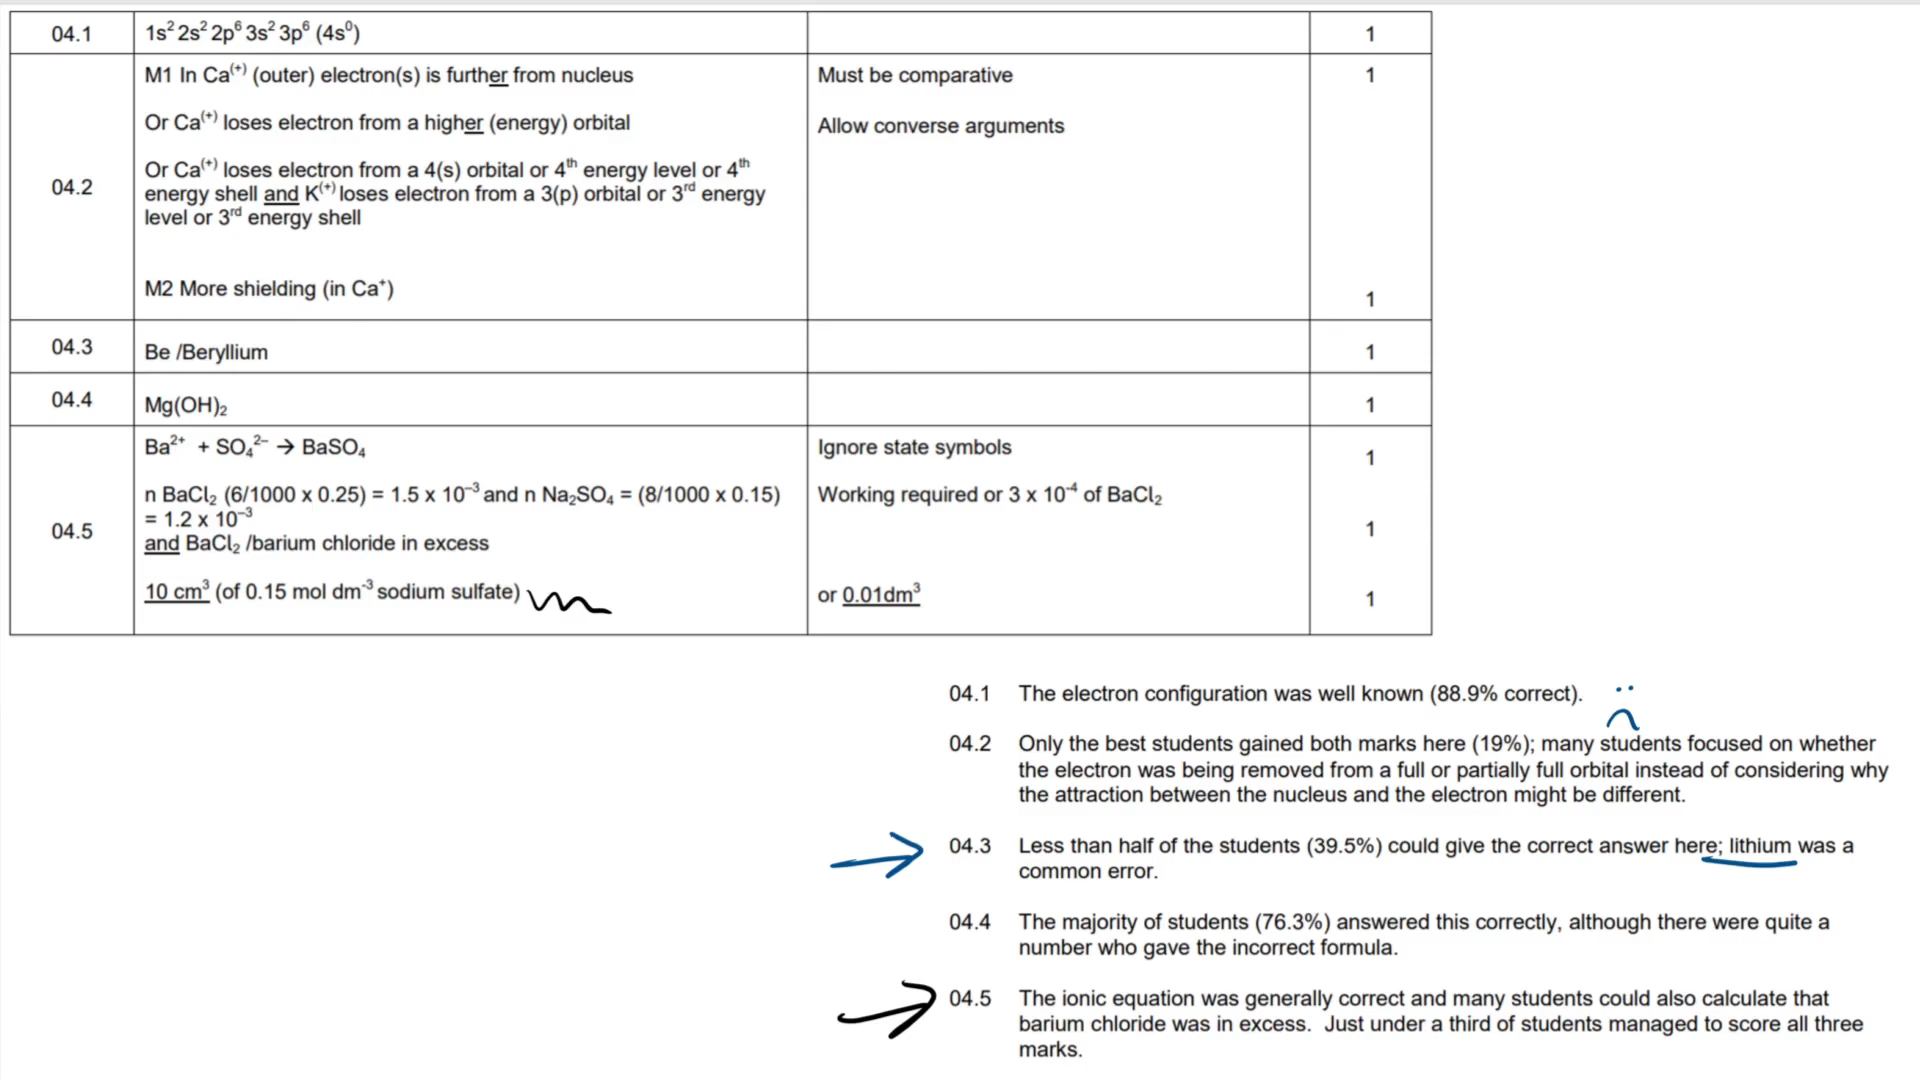 04.1 1s² 2s² 2p⁶ 3s² 3p⁶ (4s⁰) 1
04.2
M1 In Ca⁽⁺⁾ (outer) electron(s) is further from nucleus Must be comparative 1
Or Ca⁽⁺⁾ loses electron from a higher (energy) orbital Allow converse arguments
Or Ca⁽⁺⁾ loses electron from a 4(s) orbital or 4ᵗʰ energy level or 4ᵗʰ
energy shell and K⁽⁺⁾ loses electron from a 3(p) orbital or 3ʳᵈ energy
level or 3ʳᵈ energy shell
M2 More shielding (in Ca⁺) 1
04.3 Be /Beryllium 1
04.4 Mg(OH)₂ 1
04.5
Ba²⁺ + SO₄²⁻ → BaSO₄ Ignore state symbols 1
n BaCl₂ (6/1000 x 0.25) = 1.5 x 10⁻³ and n Na₂SO₄ = (8/1000 x 0.15) Working required or 3 x 10⁻⁴ of BaCl₂
= 1.2 x 10⁻³ 1
and BaCl₂ /barium chloride in excess
10 cm³ (of 0.15 mol dm⁻³ sodium sulfate) or 0.01dm³ 1
04.1 The electron configuration was well known (88.9% correct).
04.2 Only the best students gained both marks here (19%); many students focused on whether
the electron was being removed from a full or partially full orbital instead of considering why
the attraction between the nucleus and the electron might be different.
04.3 Less than half of the students (39.5%) could give the correct answer here; lithium was a
common error.
04.4 The majority of students (76.3%) answered this correctly, although there were quite a
number who gave the incorrect formula.
04.5 The ionic equation was generally correct and many students could also calculate that
barium chloride was in excess. Just under a third of students managed to score all three
marks.